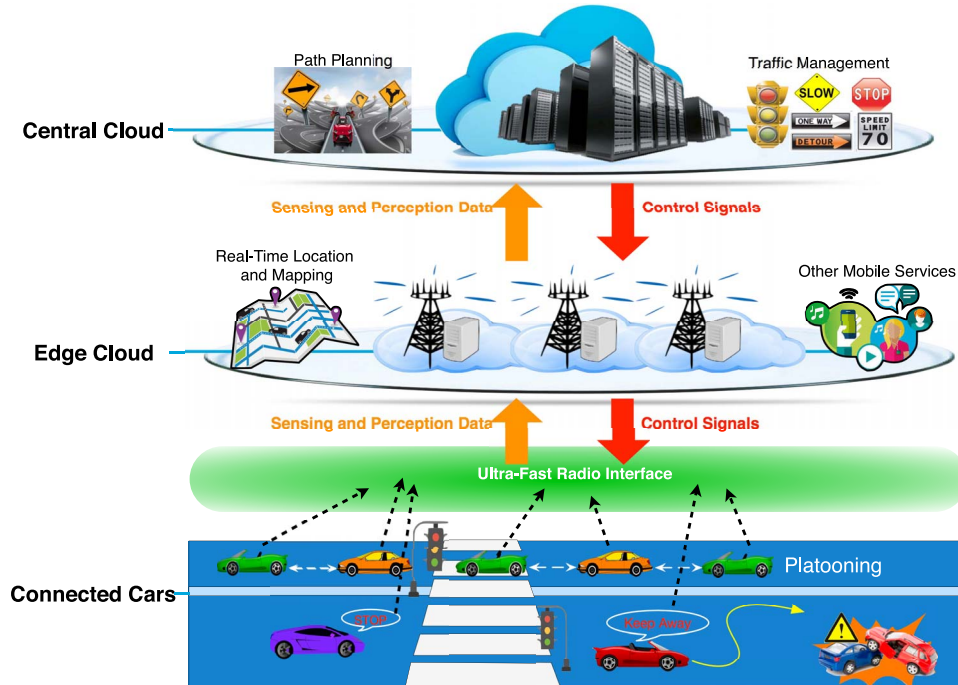 Path Planning
Traffic Management
SLOW
STOP
ONE WAY
SPEED
LIMIT
70
DETOUR
Central Cloud
Sensing and Perception Data
Control Signals
Real-Time Location
and Mapping
Other Mobile Services
Edge Cloud
Sensing and Perception Data
Control Signals
Ultra-Fast Radio Interface
Platooning
Connected Cars
STOP
Keep Away
!